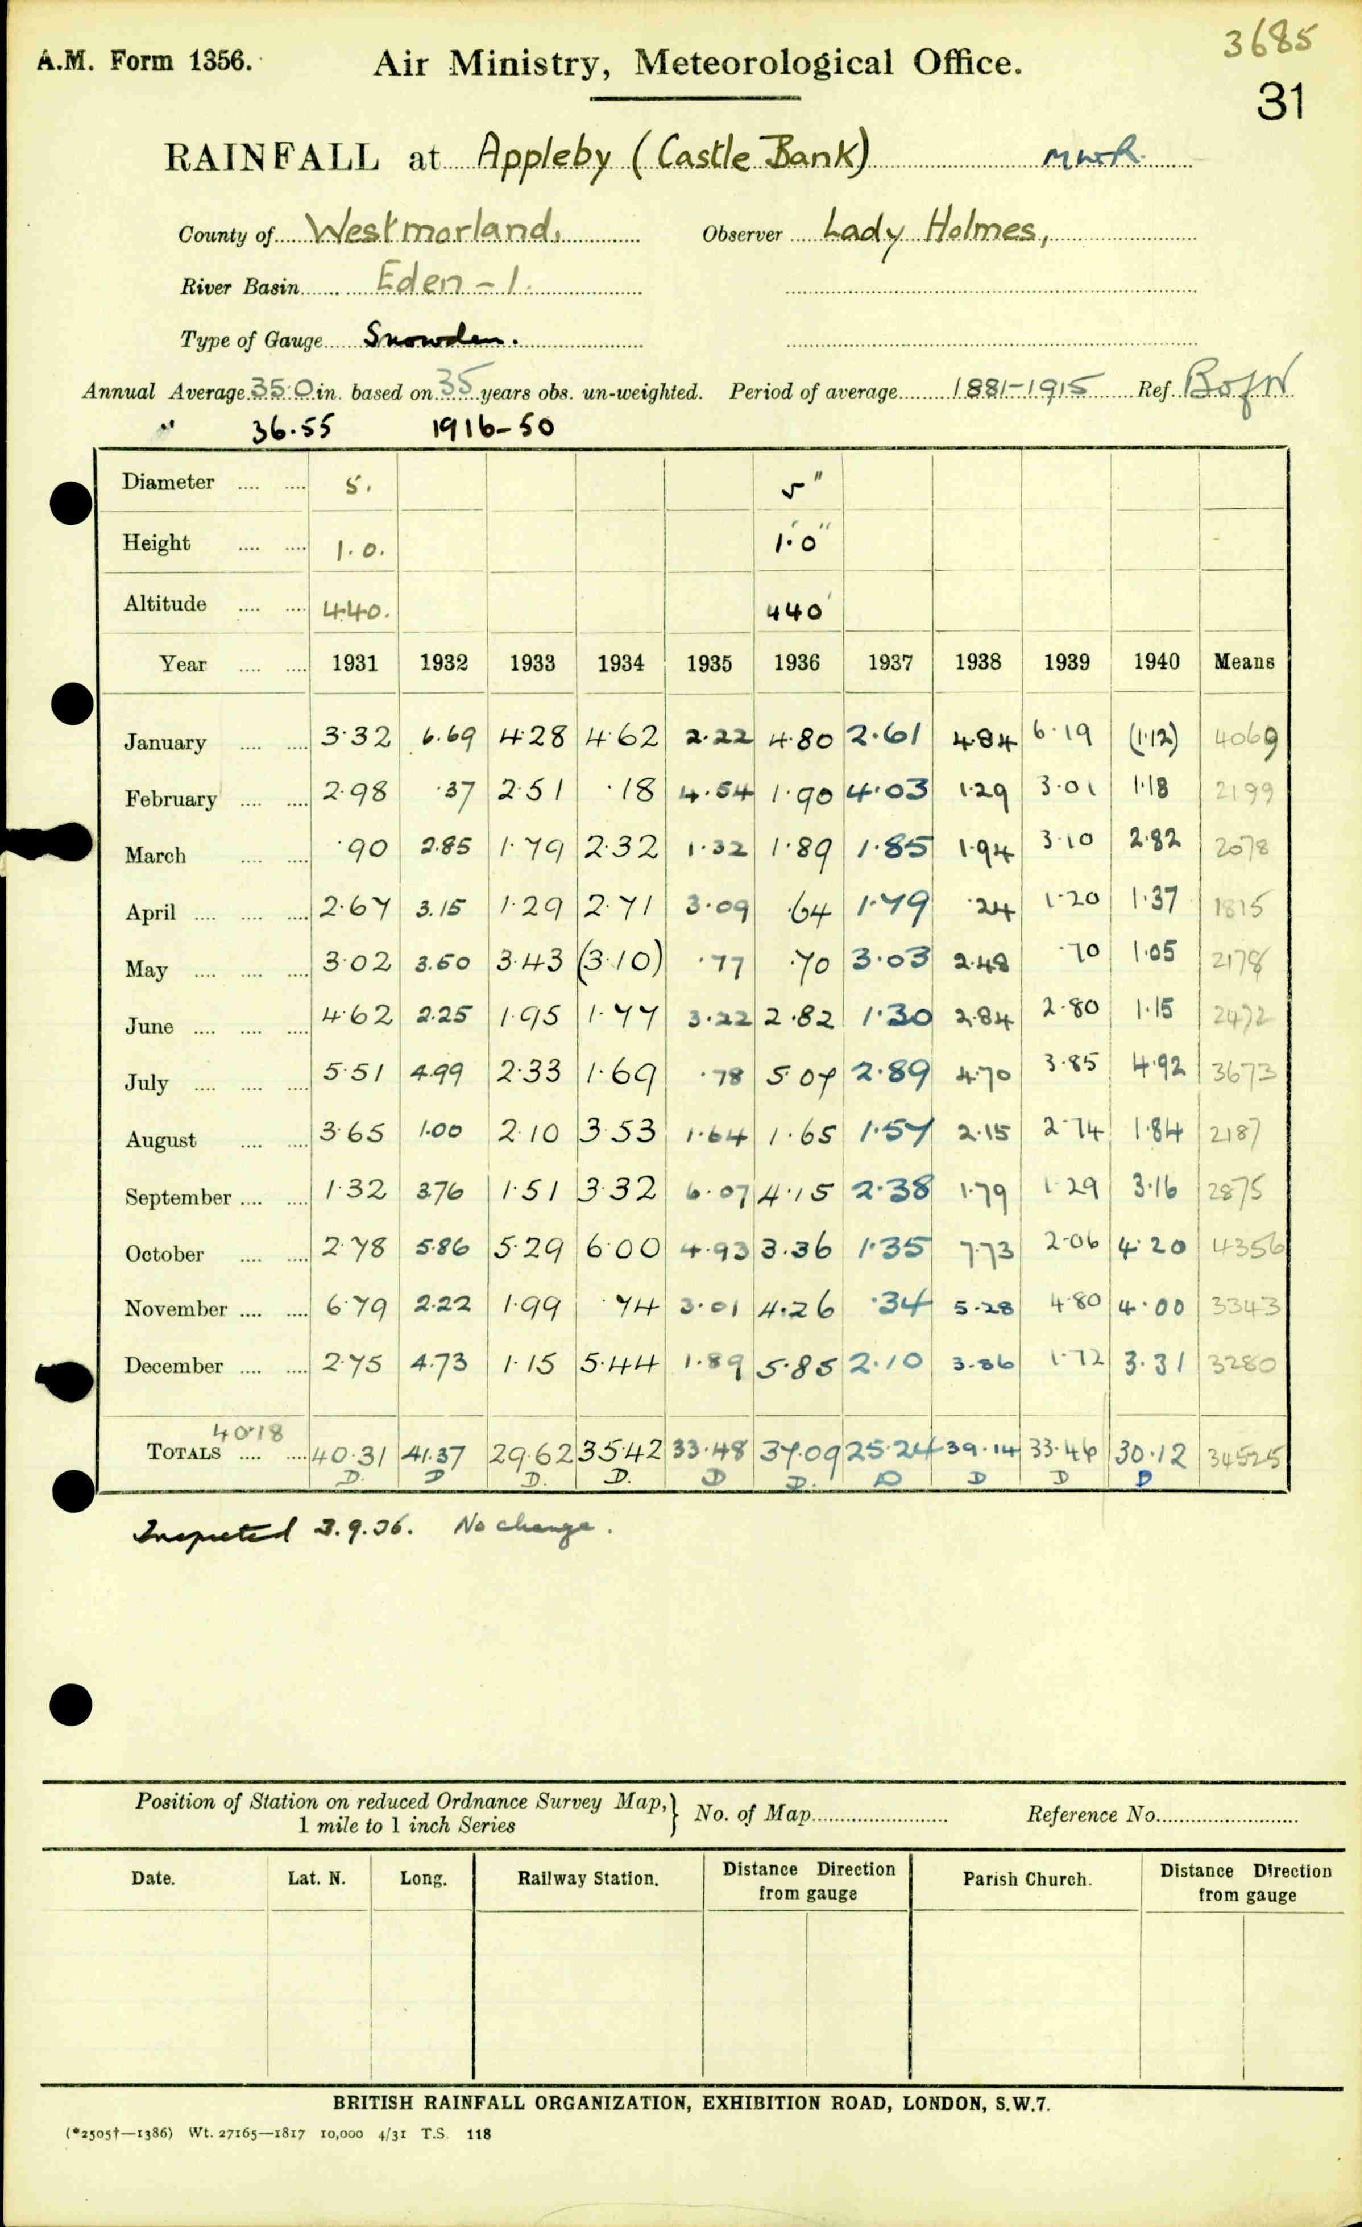 3685
A.M. Form 1356. Air Ministry, Meteorological Office.
31
RAINFALL at Appleby (Castle Bank) MWR
County of Westmorland. Observer Lady Holmes,
River Basin Eden - 1.
Type of Gauge Snowdon.
Annual Average 35.0 in. based on 35 years obs. un-weighted. Period of average 1881-1915 Ref. B of W
" 36.55 1916-50
Diameter .... .... 5. 5"
Height .... .... 1.0. 1'.0"
Altitude .... .... 440. 440'
Year .... .... 1931 1932 1933 1934 1935 1936 1937 1938 1939 1940 Means
January .... .... 3.32 6.69 4.28 4.62 2.22 4.80 2.61 4.84 6.19 (1.12) 4069
February .... .... 2.98 .37 2.51 .18 4.54 1.90 4.03 1.29 3.01 1.18 2199
March .... .... .90 2.85 1.79 2.32 1.32 1.89 1.85 1.94 3.10 2.82 2078
April .... .... .... 2.67 3.15 1.29 2.71 3.09 .64 1.79 .24 1.20 1.37 1815
May .... .... .... 3.02 3.50 3.43 (3.10) .77 .70 3.03 2.48 .70 1.05 2178
June .... .... .... 4.62 2.25 1.95 1.77 3.22 2.82 1.30 2.84 2.80 1.15 2472
July .... .... .... 5.51 4.99 2.33 1.69 .78 5.07 2.89 4.70 3.85 4.92 3673
August .... .... 3.65 1.00 2.10 3.53 1.64 1.65 1.57 2.15 2.74 1.84 2187
September .... .... 1.32 3.76 1.51 3.32 6.07 4.15 2.38 1.79 1.29 3.16 2875
October .... .... 2.78 5.86 5.29 6.00 4.93 3.36 1.35 7.73 2.06 4.20 4356
November .... .... 6.79 2.22 1.99 .74 3.01 4.26 .34 5.28 4.80 4.00 3343
December .... .... 2.75 4.73 1.15 5.44 1.89 5.85 2.10 3.86 1.72 3.31 3280
40.18
TOTALS .... .... 40.31 41.37 29.62 35.42 33.48 37.09 25.24 39.14 33.46 30.12 34525
D. D D. D. D D. D D D D
Inspected 3.9.36. No change.
Position of Station on reduced Ordnance Survey Map,} No. of Map Reference No.
1 mile to 1 inch Series
Date. Lat. N. Long. Railway Station. Distance Direction from gauge Parish Church. Distance Direction from gauge
BRITISH RAINFALL ORGANIZATION, EXHIBITION ROAD, LONDON, S.W.7.
(*2505†—1386) Wt. 27165—1817 10,000 4/31 T.S. 118